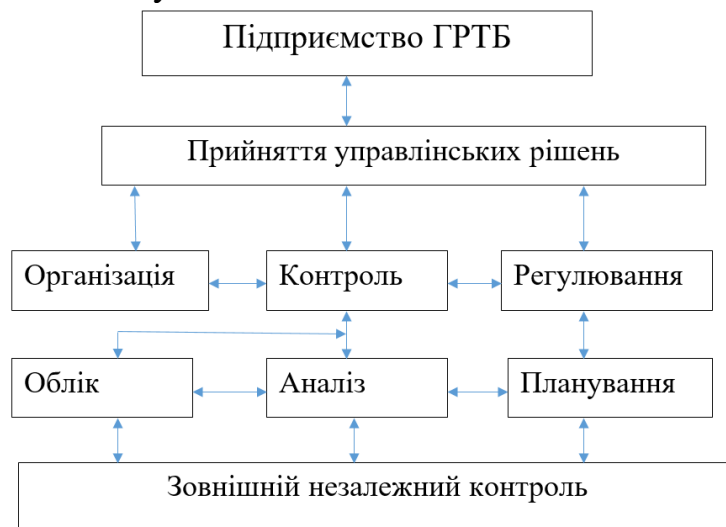 Підприємство ГРТБ
Прийняття управлінських рішень
Організація
Контроль
Регулювання
Облік
Аналіз
Планування
Зовнішній незалежний контроль